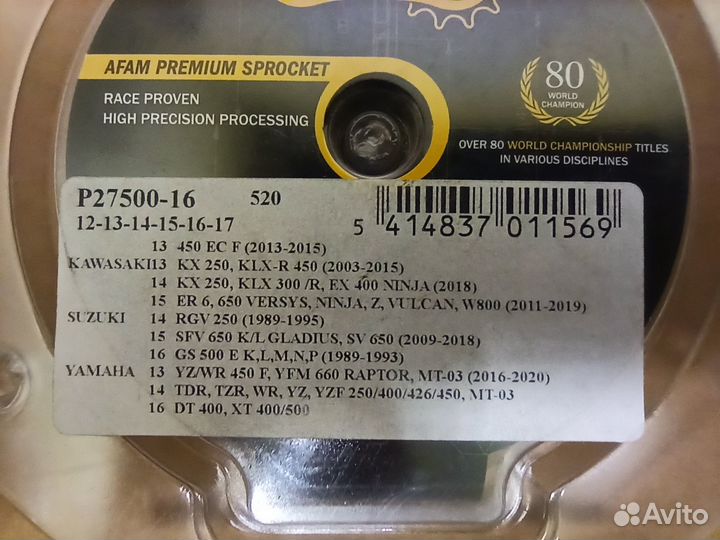 AFAM PREMIUM SPROCKET
RACE PROVEN
HIGH PRECISION PROCESSING
80
WORLD
CHAMPION
OVER 80 WORLD CHAMPIONSHIP TITLES
IN VARIOUS DISCIPLINES
P27500-16 520
12-13-14-15-16-17
5 414837 011569
13 450 EC F (2013-2015)
KAWASAKI13 KX 250, KLX-R 450 (2003-2015)
14 KX 250, KLX 300 /R, EX 400 NINJA (2018)
15 ER 6, 650 VERSYS, NINJA, Z, VULCAN, W800 (2011-2019)
SUZUKI 14 RGV 250 (1989-1995)
15 SFV 650 K/L GLADIUS, SV 650 (2009-2018)
16 GS 500 E K,L,M,N,P (1989-1993)
YAMAHA 13 YZ/WR 450 F, YFM 660 RAPTOR, MT-03 (2016-2020)
14 TDR, TZR, WR, YZ, YZF 250/400/426/450, MT-03
16 DT 400, XT 400/500
Avito